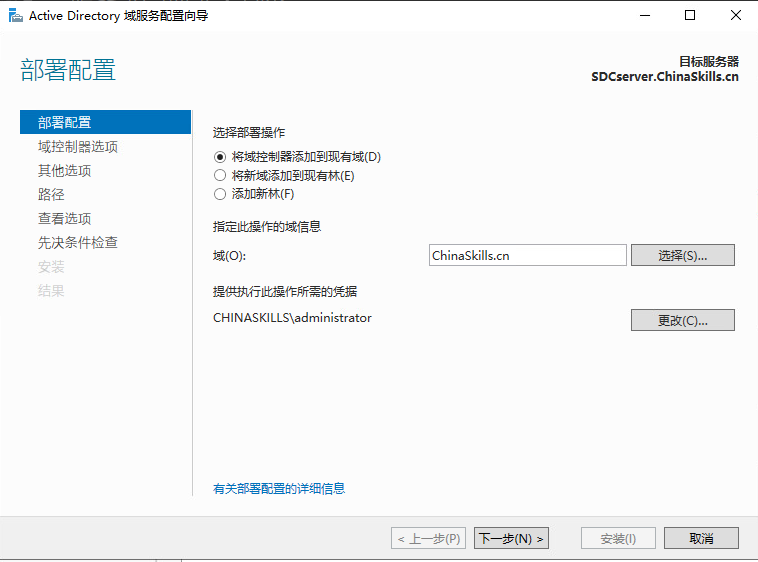 Active Directory 域服务配置向导
部署配置
目标服务器
SDCserver.ChinaSkills.cn
部署配置
域控制器选项
其他选项
路径
查看选项
先决条件检查
安装
结果
选择部署操作
将域控制器添加到现有域(D)
将新域添加到现有林(E)
添加新林(F)
指定此操作的域信息
域(O):
ChinaSkills.cn
选择(S)...
提供执行此操作所需的凭据
CHINASKILLS\administrator
更改(C)...
有关部署配置的详细信息
< 上一步(P)
下一步(N) >
安装(I)
取消